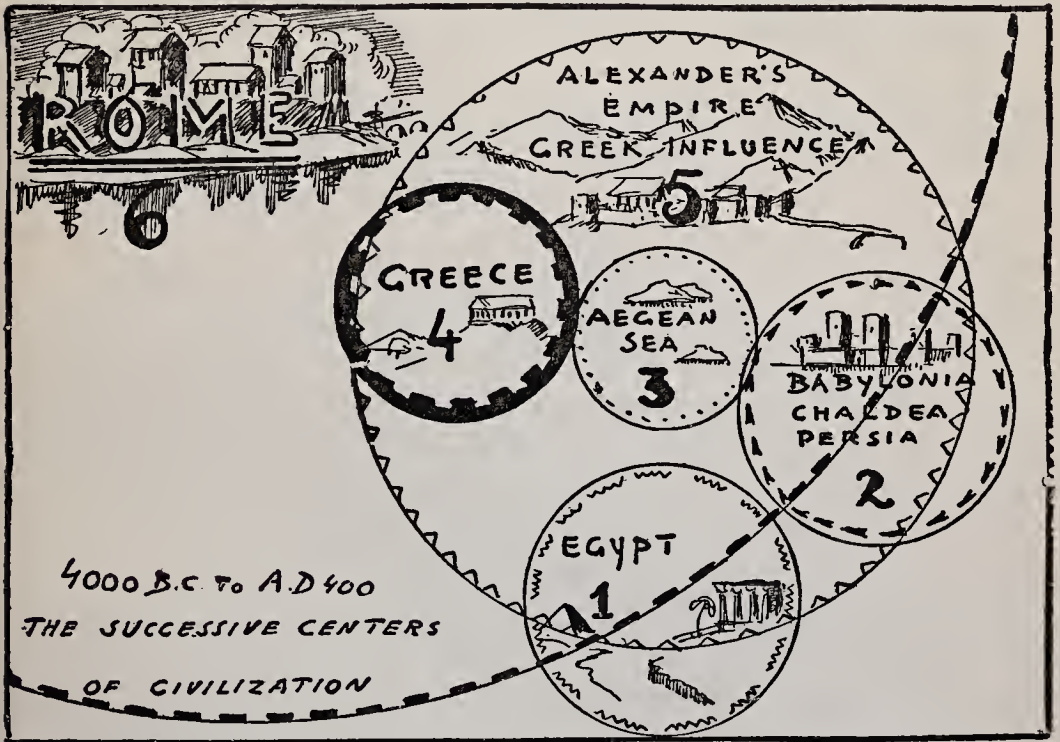 ROME
6
ALEXANDER'S
EMPIRE
GREEK INFLUENCE
5
GREECE
4
AEGEAN
SEA
3
BABYLONIA
CHALDEA
PERSIA
2
EGYPT
1
4000 B.C. TO A.D 400
THE SUCCESSIVE CENTERS
OF CIVILIZATION